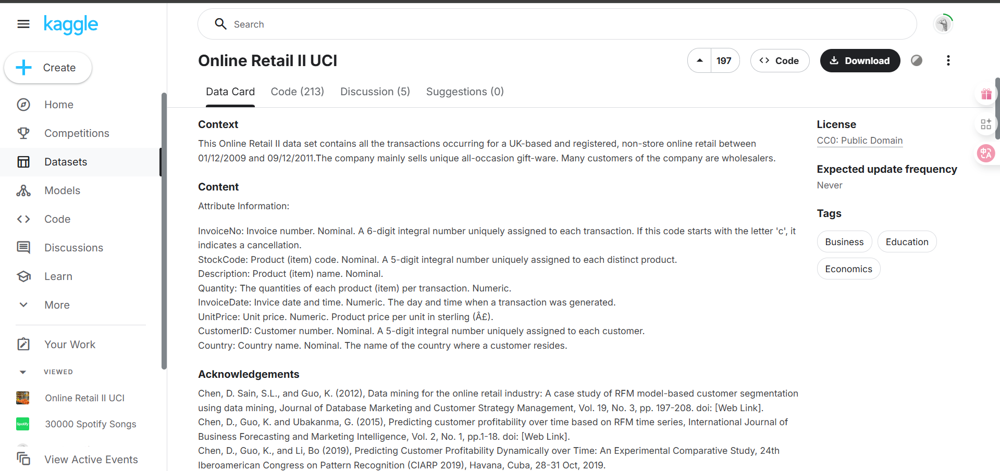 kaggle
Search
Create
Home
Competitions
Datasets
Models
Code
Discussions
Learn
More
Your Work
VIEWED
Online Retail II UCI
Spotify
30000 Spotify Songs
View Active Events
Online Retail II UCI
197
Code
Download
Data Card
Code (213)
Discussion (5)
Suggestions (0)
Context
This Online Retail II data set contains all the transactions occurring for a UK-based and registered, non-store online retail between
01/12/2009 and 09/12/2011.The company mainly sells unique all-occasion gift-ware. Many customers of the company are wholesalers.
Content
Attribute Information:
InvoiceNo: Invoice number. Nominal. A 6-digit integral number uniquely assigned to each transaction. If this code starts with the letter 'c', it
indicates a cancellation.
StockCode: Product (item) code. Nominal. A 5-digit integral number uniquely assigned to each distinct product.
Description: Product (item) name. Nominal.
Quantity: The quantities of each product (item) per transaction. Numeric.
InvoiceDate: Invice date and time. Numeric. The day and time when a transaction was generated.
UnitPrice: Unit price. Numeric. Product price per unit in sterling (Â£).
CustomerID: Customer number. Nominal. A 5-digit integral number uniquely assigned to each customer.
Country: Country name. Nominal. The name of the country where a customer resides.
Acknowledgements
Chen, D. Sain, S.L., and Guo, K. (2012), Data mining for the online retail industry: A case study of RFM model-based customer segmentation
using data mining, Journal of Database Marketing and Customer Strategy Management, Vol. 19, No. 3, pp. 197-208. doi: [Web Link].
Chen, D., Guo, K. and Ubakanma, G. (2015), Predicting customer profitability over time based on RFM time series, International Journal of
Business Forecasting and Marketing Intelligence, Vol. 2, No. 1, pp.1-18. doi: [Web Link].
Chen, D., Guo, K., and Li, Bo (2019), Predicting Customer Profitability Dynamically over Time: An Experimental Comparative Study, 24th
Iberoamerican Congress on Pattern Recognition (CIARP 2019), Havana, Cuba, 28-31 Oct, 2019.
License
CC0: Public Domain
Expected update frequency
Never
Tags
Business
Education
Economics
中A